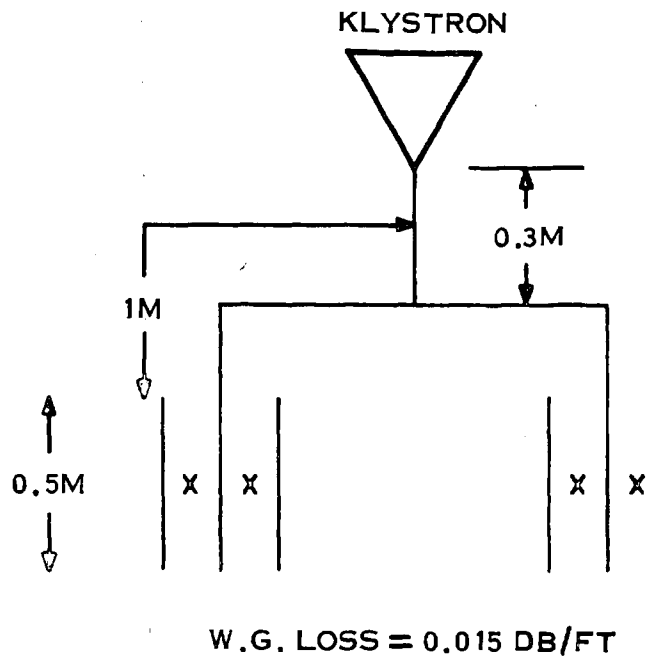 KLYSTRON
0.3M
1M
0.5M
X X X X
W.G. LOSS = 0.015 DB/FT